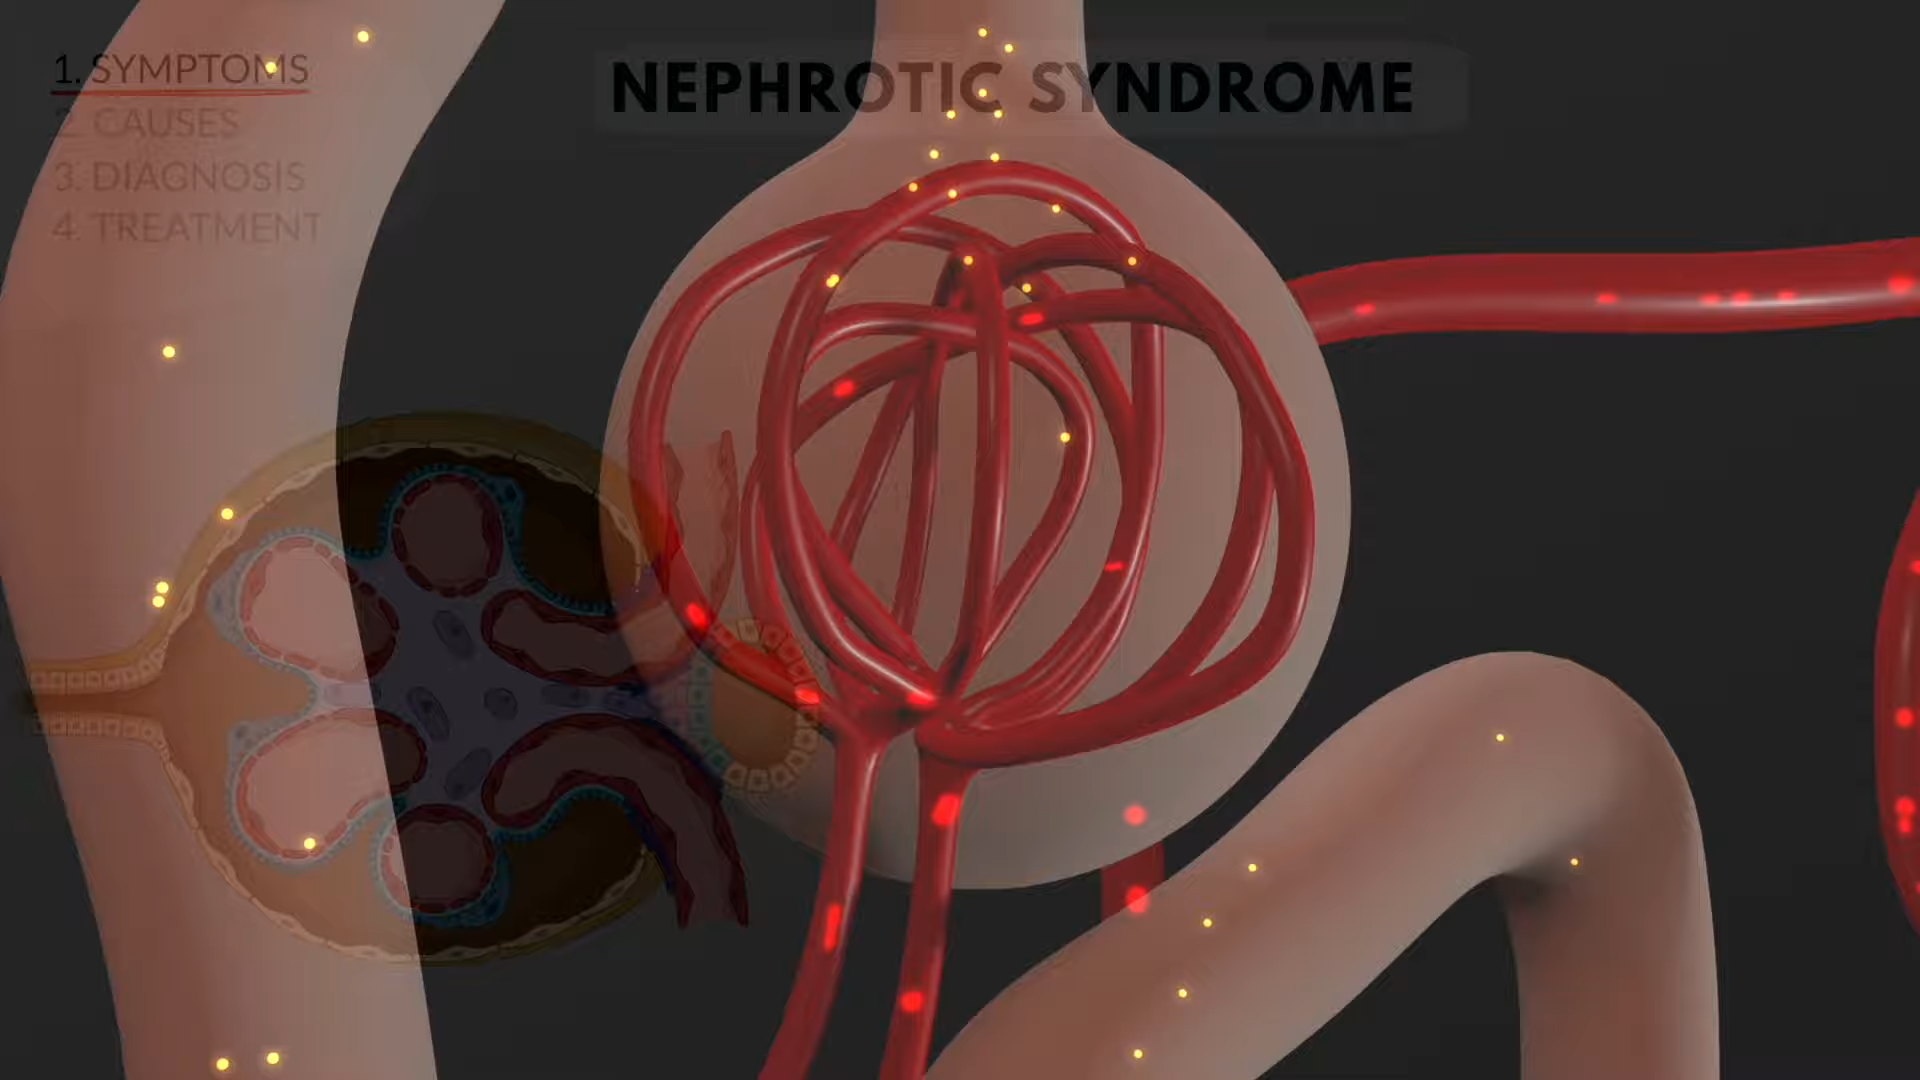 NEPHROTIC SYNDROME
1. SYMPTOMS
2. CAUSES
3. DIAGNOSIS
4. TREATMENT